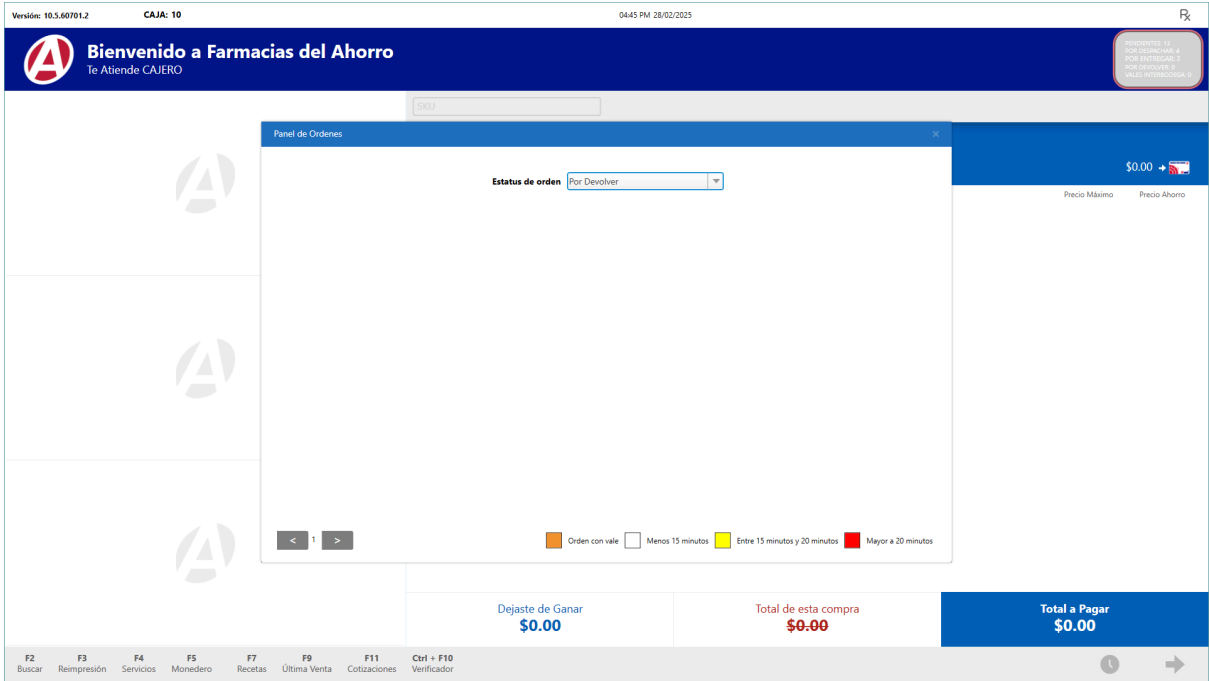 Versión: 10.5.60701.2 CAJA: 10 04:45 PM 28/02/2025
Bienvenido a Farmacias del Ahorro
Te Atiende CAJERO
PENDIENTES: 12
POR DESPACHAR: 4
POR ENTREGAR: 2
POR DEVOLVER: 0
VALES INTERBODEGA: 0
SKU
Panel de Ordenes
Estatus de orden Por Devolver
$0.00
Precio Máximo Precio Ahorro
< 1 >
Orden con vale Menos 15 minutos Entre 15 minutos y 20 minutos Mayor a 20 minutos
Dejaste de Ganar Total de esta compra Total a Pagar
$0.00 $0.00 $0.00
F2 F3 F4 F5 F7 F9 F11 Ctrl + F10
Buscar Reimpresión Servicios Monedero Recetas Última Venta Cotizaciones Verificador